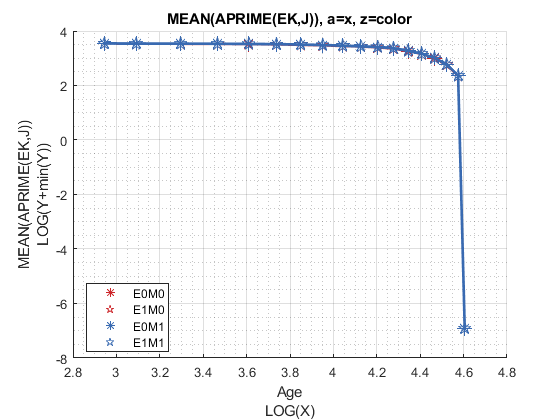 MEAN(APRIME(EK,J)), a=x, z=color
4
2
0
-2
-4
-6
-8
MEAN(APRIME(EK,J))
LOG(Y+min(Y))
E0M0
E1M0
E0M1
E1M1
2.8 3 3.2 3.4 3.6 3.8 4 4.2 4.4 4.6 4.8
Age
LOG(X)